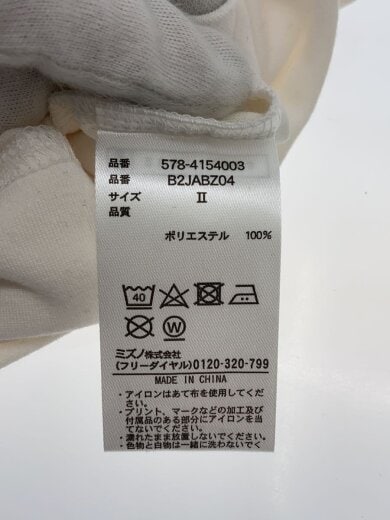 品番 578-4154003
品番 B2JABZ04
サイズ II
品質
ポリエステル 100%
40
W
ミズノ株式会社
(フリーダイヤル)0120-320-799
MADE IN CHINA
・アイロンはあて布を使用してくだ
さい。
・プリント、マークなどの加工及び
付属品のある部分にアイロンを当
てないでください。
・濡れたまま放置しないでください。
・色物と白物は一緒に洗わないでく